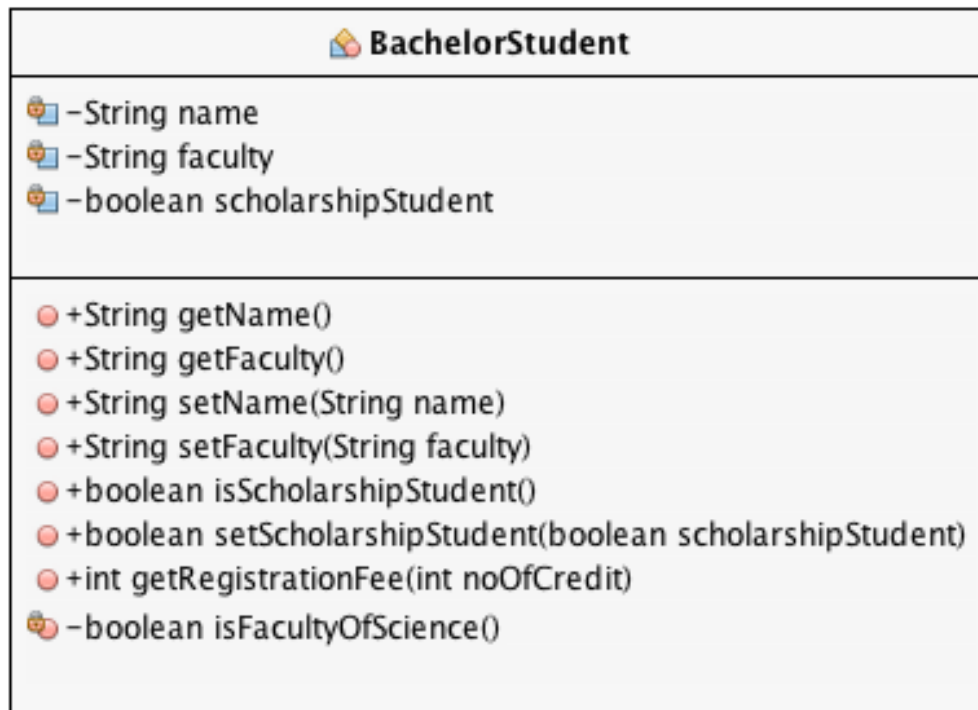 BachelorStudent
-String name
-String faculty
-boolean scholarshipStudent
+String getName()
+String getFaculty()
+String setName(String name)
+String setFaculty(String faculty)
+boolean isScholarshipStudent()
+boolean setScholarshipStudent(boolean scholarshipStudent)
+int getRegistrationFee(int noOfCredit)
-boolean isFacultyOfScience()